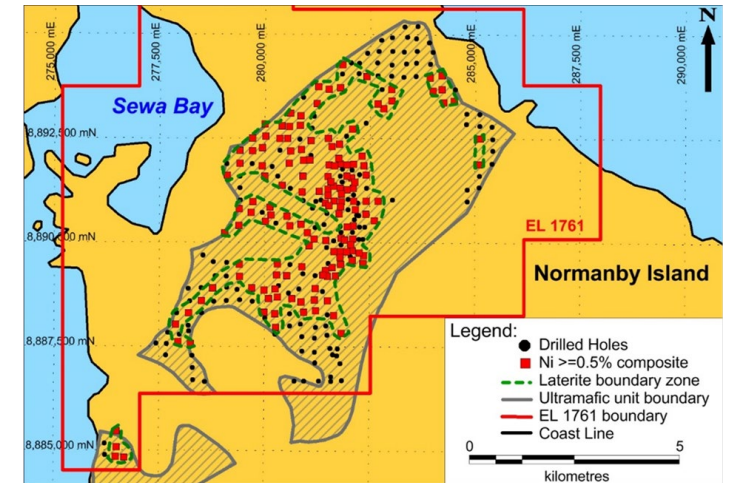 275,000 mE
277,500 mE
280,000 mE
285,000 mE
287,500 mE
290,000 mE
N
Sewa Bay
8,892,500 mN
8,890,000 mN
EL 1761
Normanby Island
8,887,500 mN
8,885,000 mN
Legend:
Drilled Holes
Ni >=0.5% composite
Laterite boundary zone
Ultramafic unit boundary
EL 1761 boundary
Coast Line
0 5
kilometres